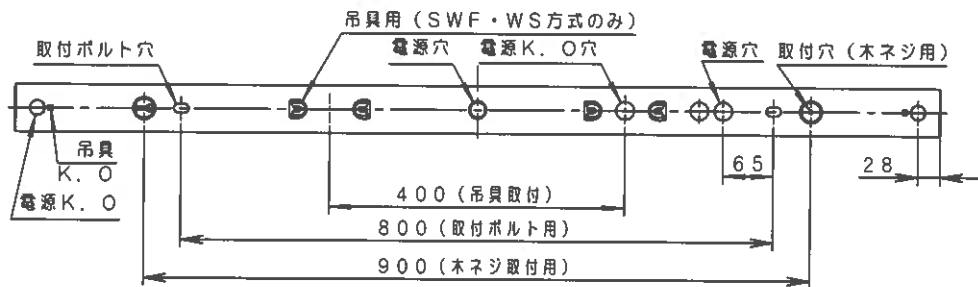 吊具用(SWF・WS方式のみ)
取付ボルト穴
電源穴
電源K.O穴
電源穴
取付穴(木ネジ用)
吊具
K.O
電源K.O
65
28
400(吊具取付)
800(取付ボルト用)
900(木ネジ取付用)